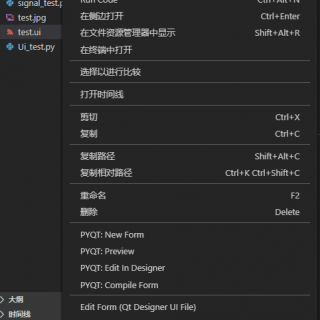 signal_test.p
test.jpg
test.ui
Ui_test.py
Run Code Ctrl+Alt+N
在侧边打开 Ctrl+Enter
在文件资源管理器中显示 Shift+Alt+R
在终端中打开
选择以进行比较
打开时间线
剪切 Ctrl+X
复制 Ctrl+C
复制路径 Shift+Alt+C
复制相对路径 Ctrl+K Ctrl+Shift+C
重命名 F2
删除 Delete
PYQT: New Form
PYQT: Preview
PYQT: Edit In Designer
PYQT: Compile Form
Edit Form (Qt Designer UI File)
大纲
时间线